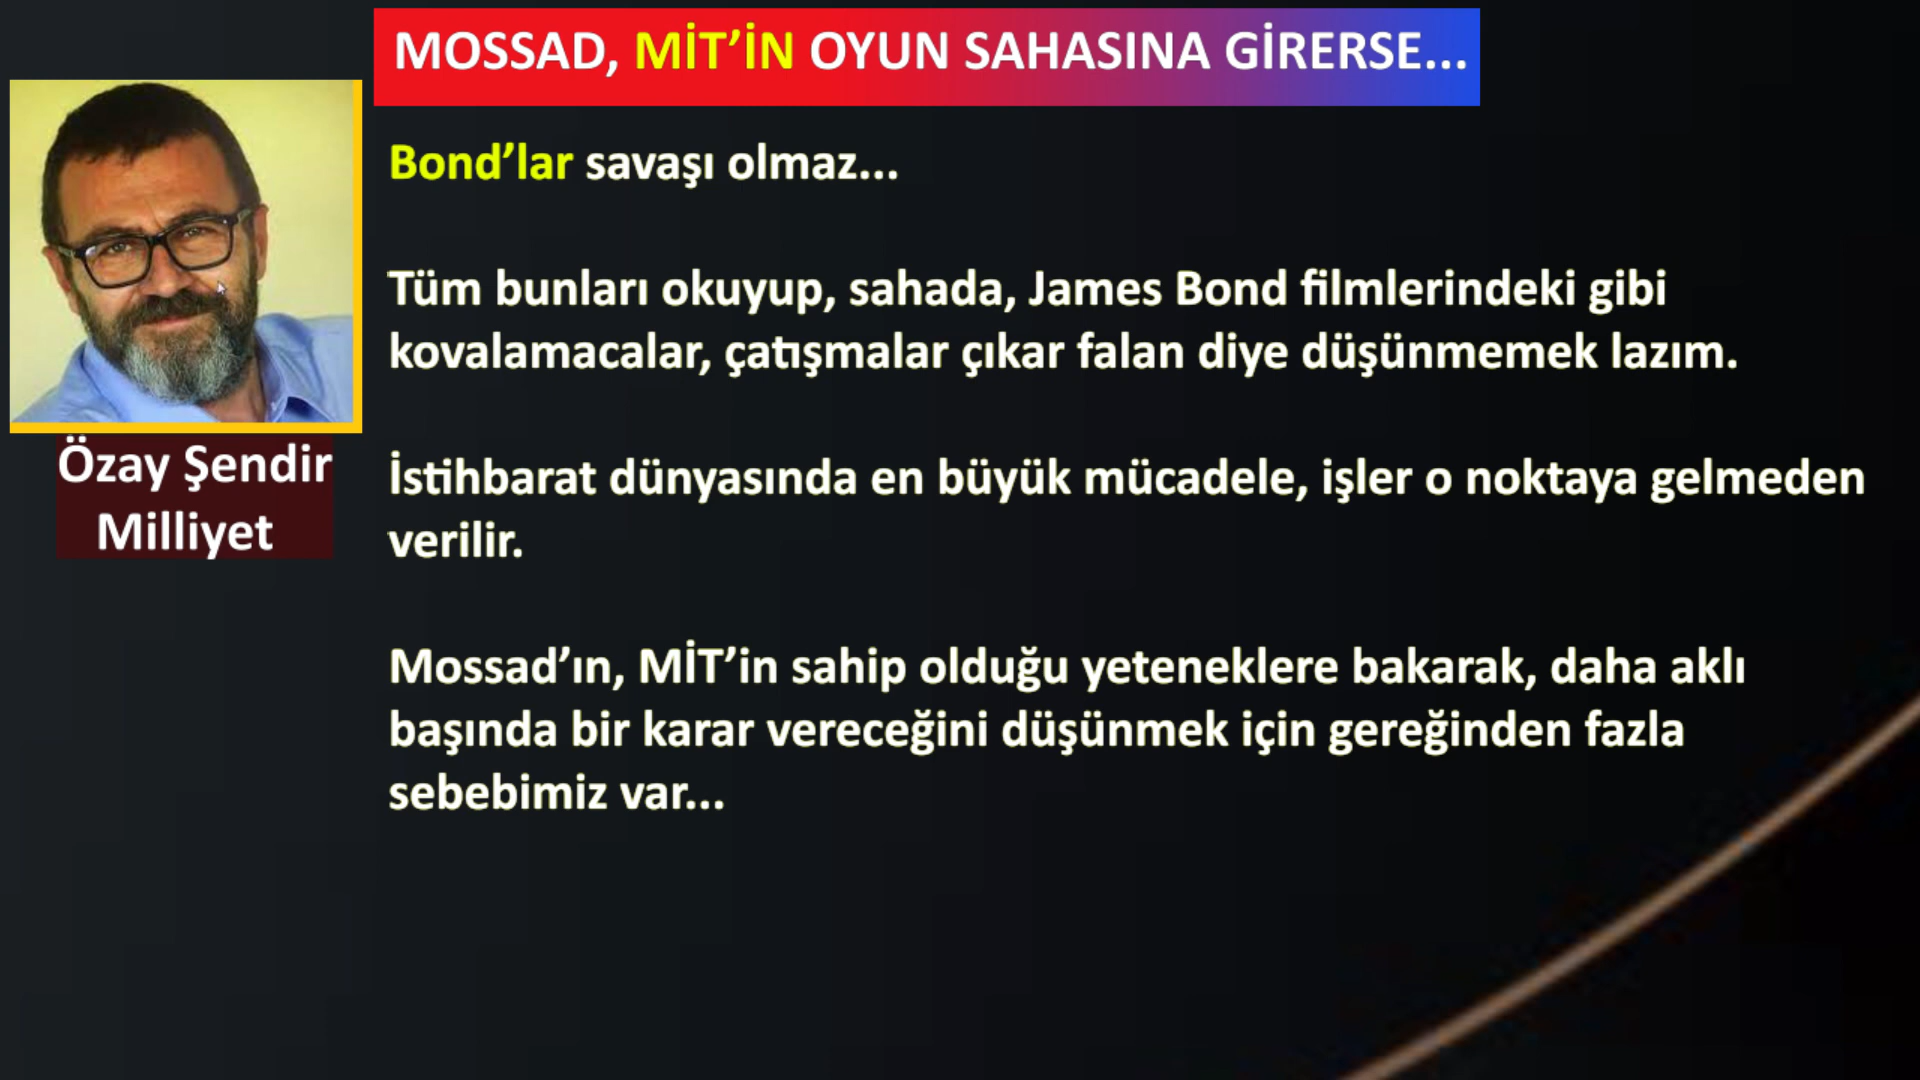 MOSSAD, MİT’İN OYUN SAHASINA GİRERSE...
Bond’lar savaşı olmaz...
Tüm bunları okuyup, sahada, James Bond filmlerindeki gibi
kovalamacalar, çatışmalar çıkar falan diye düşünmemek lazım.
İstihbarat dünyasında en büyük mücadele, işler o noktaya gelmeden
verilir.
Mossad’ın, MİT’in sahip olduğu yeteneklere bakarak, daha aklı
başında bir karar vereceğini düşünmek için gereğinden fazla
sebebimiz var...
Özay Şendir
Milliyet